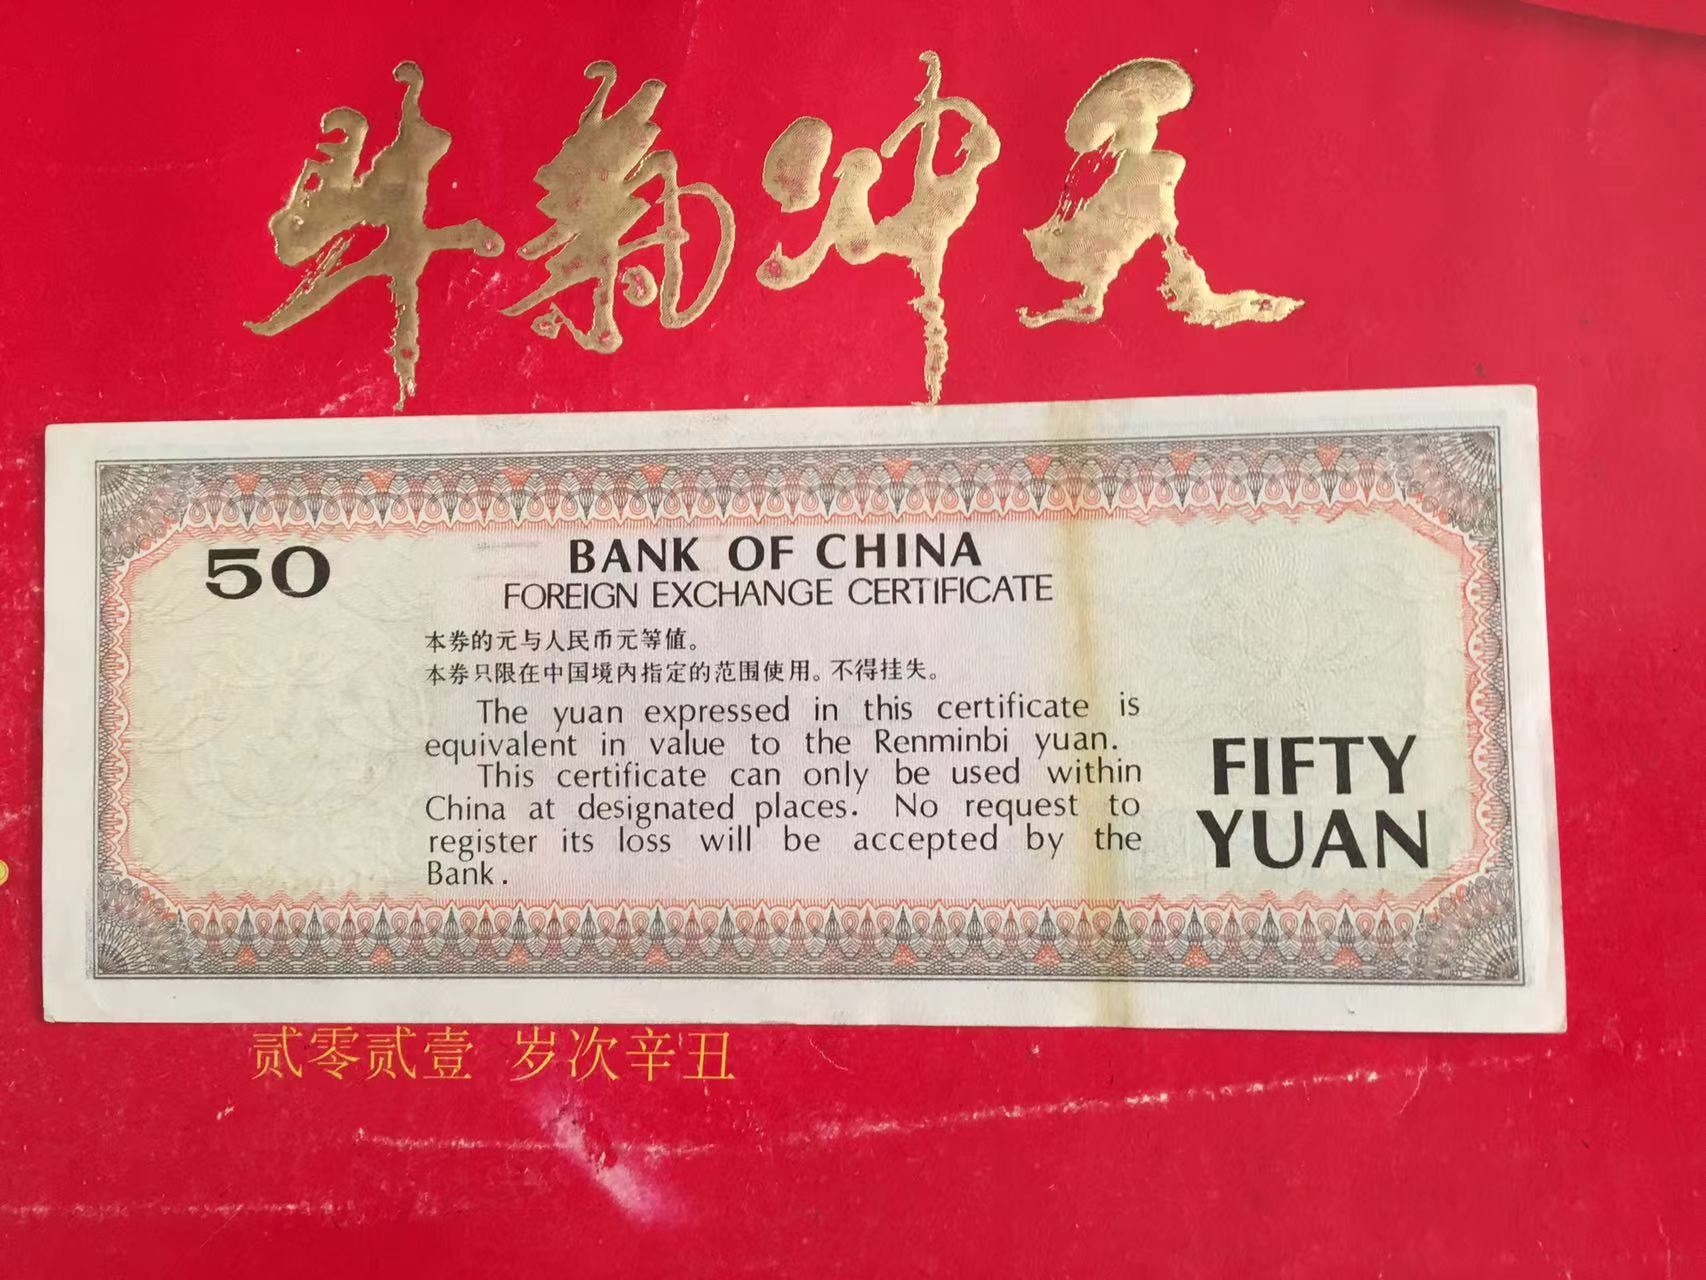 牛气冲天
50
BANK OF CHINA
FOREIGN EXCHANGE CERTIFICATE
本券的元与人民币元等值。
本券只限在中国境内指定的范围使用。不得挂失。
The yuan expressed in this certificate is
equivalent in value to the Renminbi yuan.
This certificate can only be used within
China at designated places. No request to
register its loss will be accepted by the
Bank.
FIFTY
YUAN
贰零贰壹 岁次辛丑